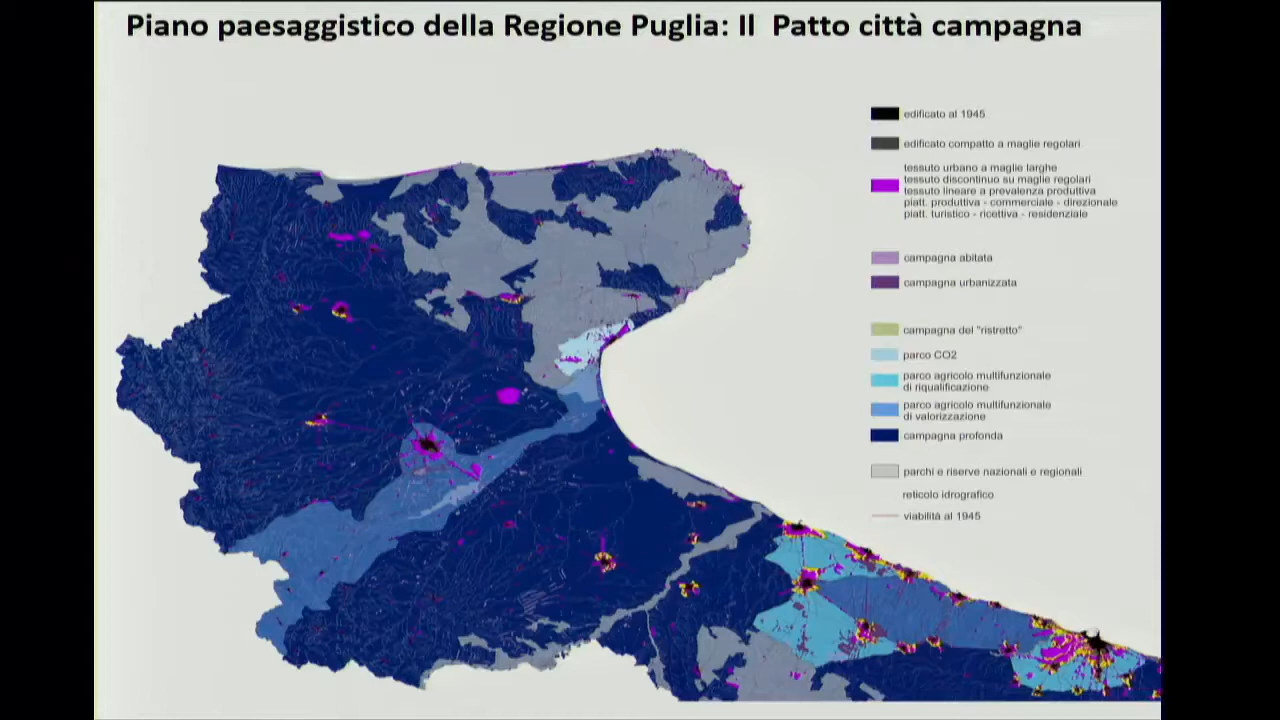 Piano paesaggistico della Regione Puglia: Il Patto città campagna
edificato al 1945
edificato compatto a maglie regolari
tessuto urbano a maglie larghe
tessuto discontinuo su maglie regolari
tessuto lineare a prevalenza produttiva
piatt. produttiva - commerciale - direzionale
piatt. turistico - ricettiva - residenziale
campagna abitata
campagna urbanizzata
campagna del "ristretto"
parco CO2
parco agricolo multifunzionale
di riqualificazione
parco agricolo multifunzionale
di valorizzazione
campagna profonda
parchi e riserve nazionali e regionali
reticolo idrografico
viabilità al 1945